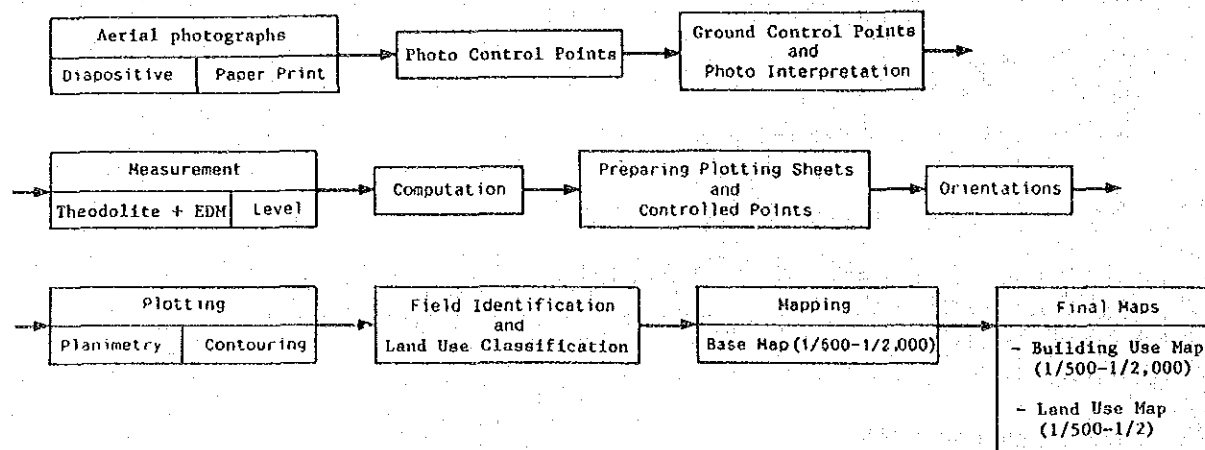 Aerial photographs
Diapositive Paper Print
Photo Control Points
Ground Control Points
and
Photo Interpretation
Measurement
Theodolite + EDM Level
Computation
Preparing Plotting Sheets
and
Controlled Points
Orientations
Plotting
Planimetry Contouring
Field Identification
and
Land Use Classification
Mapping
Base Map (1/500-1/2,000)
Final Maps
- Building Use Map
(1/500-1/2,000)
- Land Use Map
(1/500-1/2)